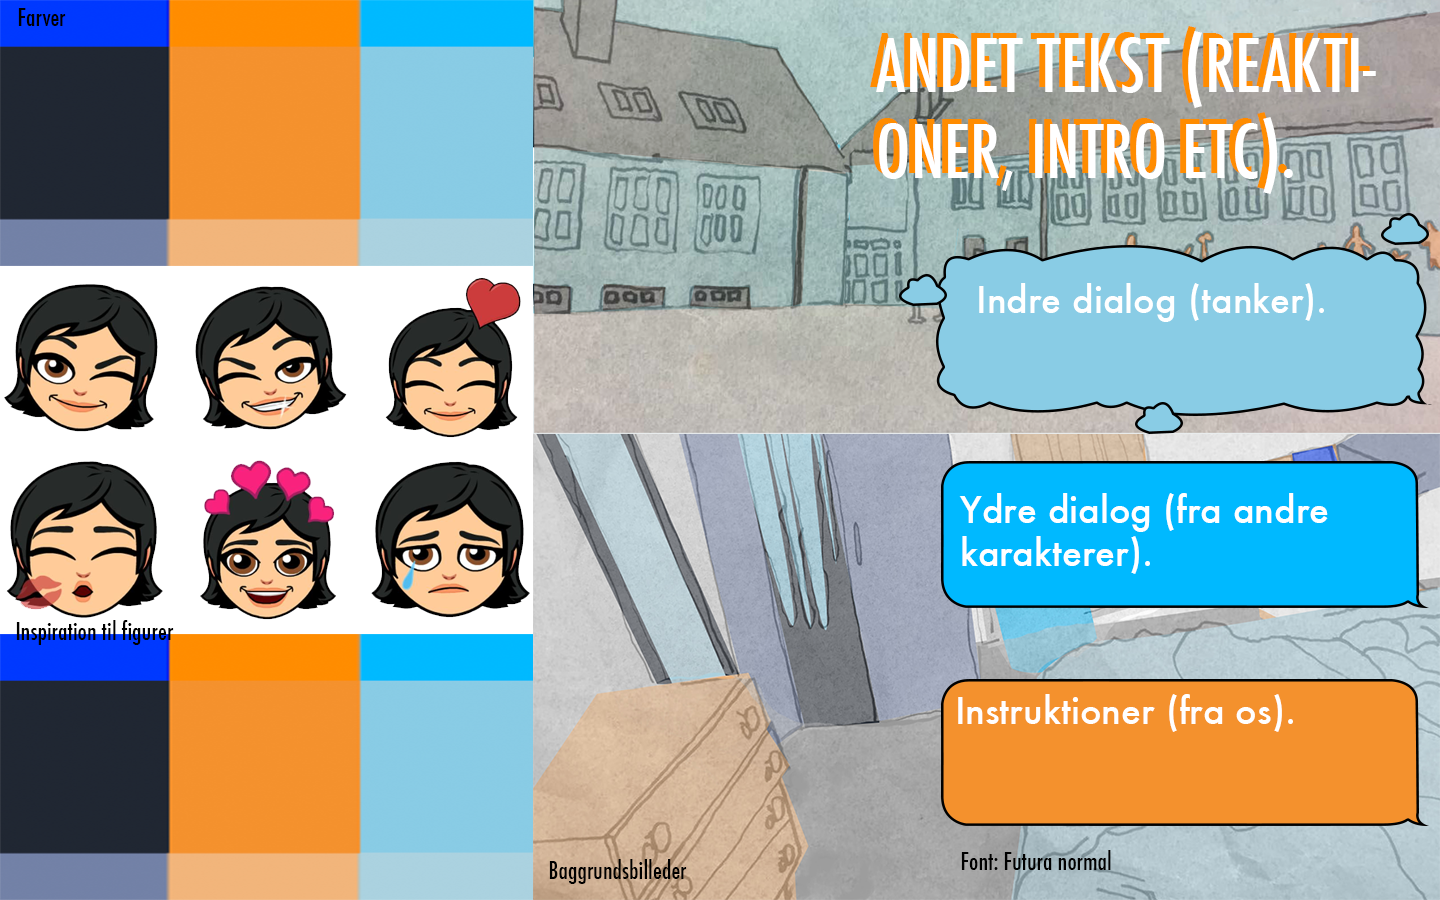 Farver
ANDET TEKST (REAKTI-
ONER, INTRO ETC).
Indre dialog (tanker).
Ydre dialog (fra andre
karakterer).
Inspiration til figurer
Instruktioner (fra os).
Baggrundsbilleder
Font: Futura normal